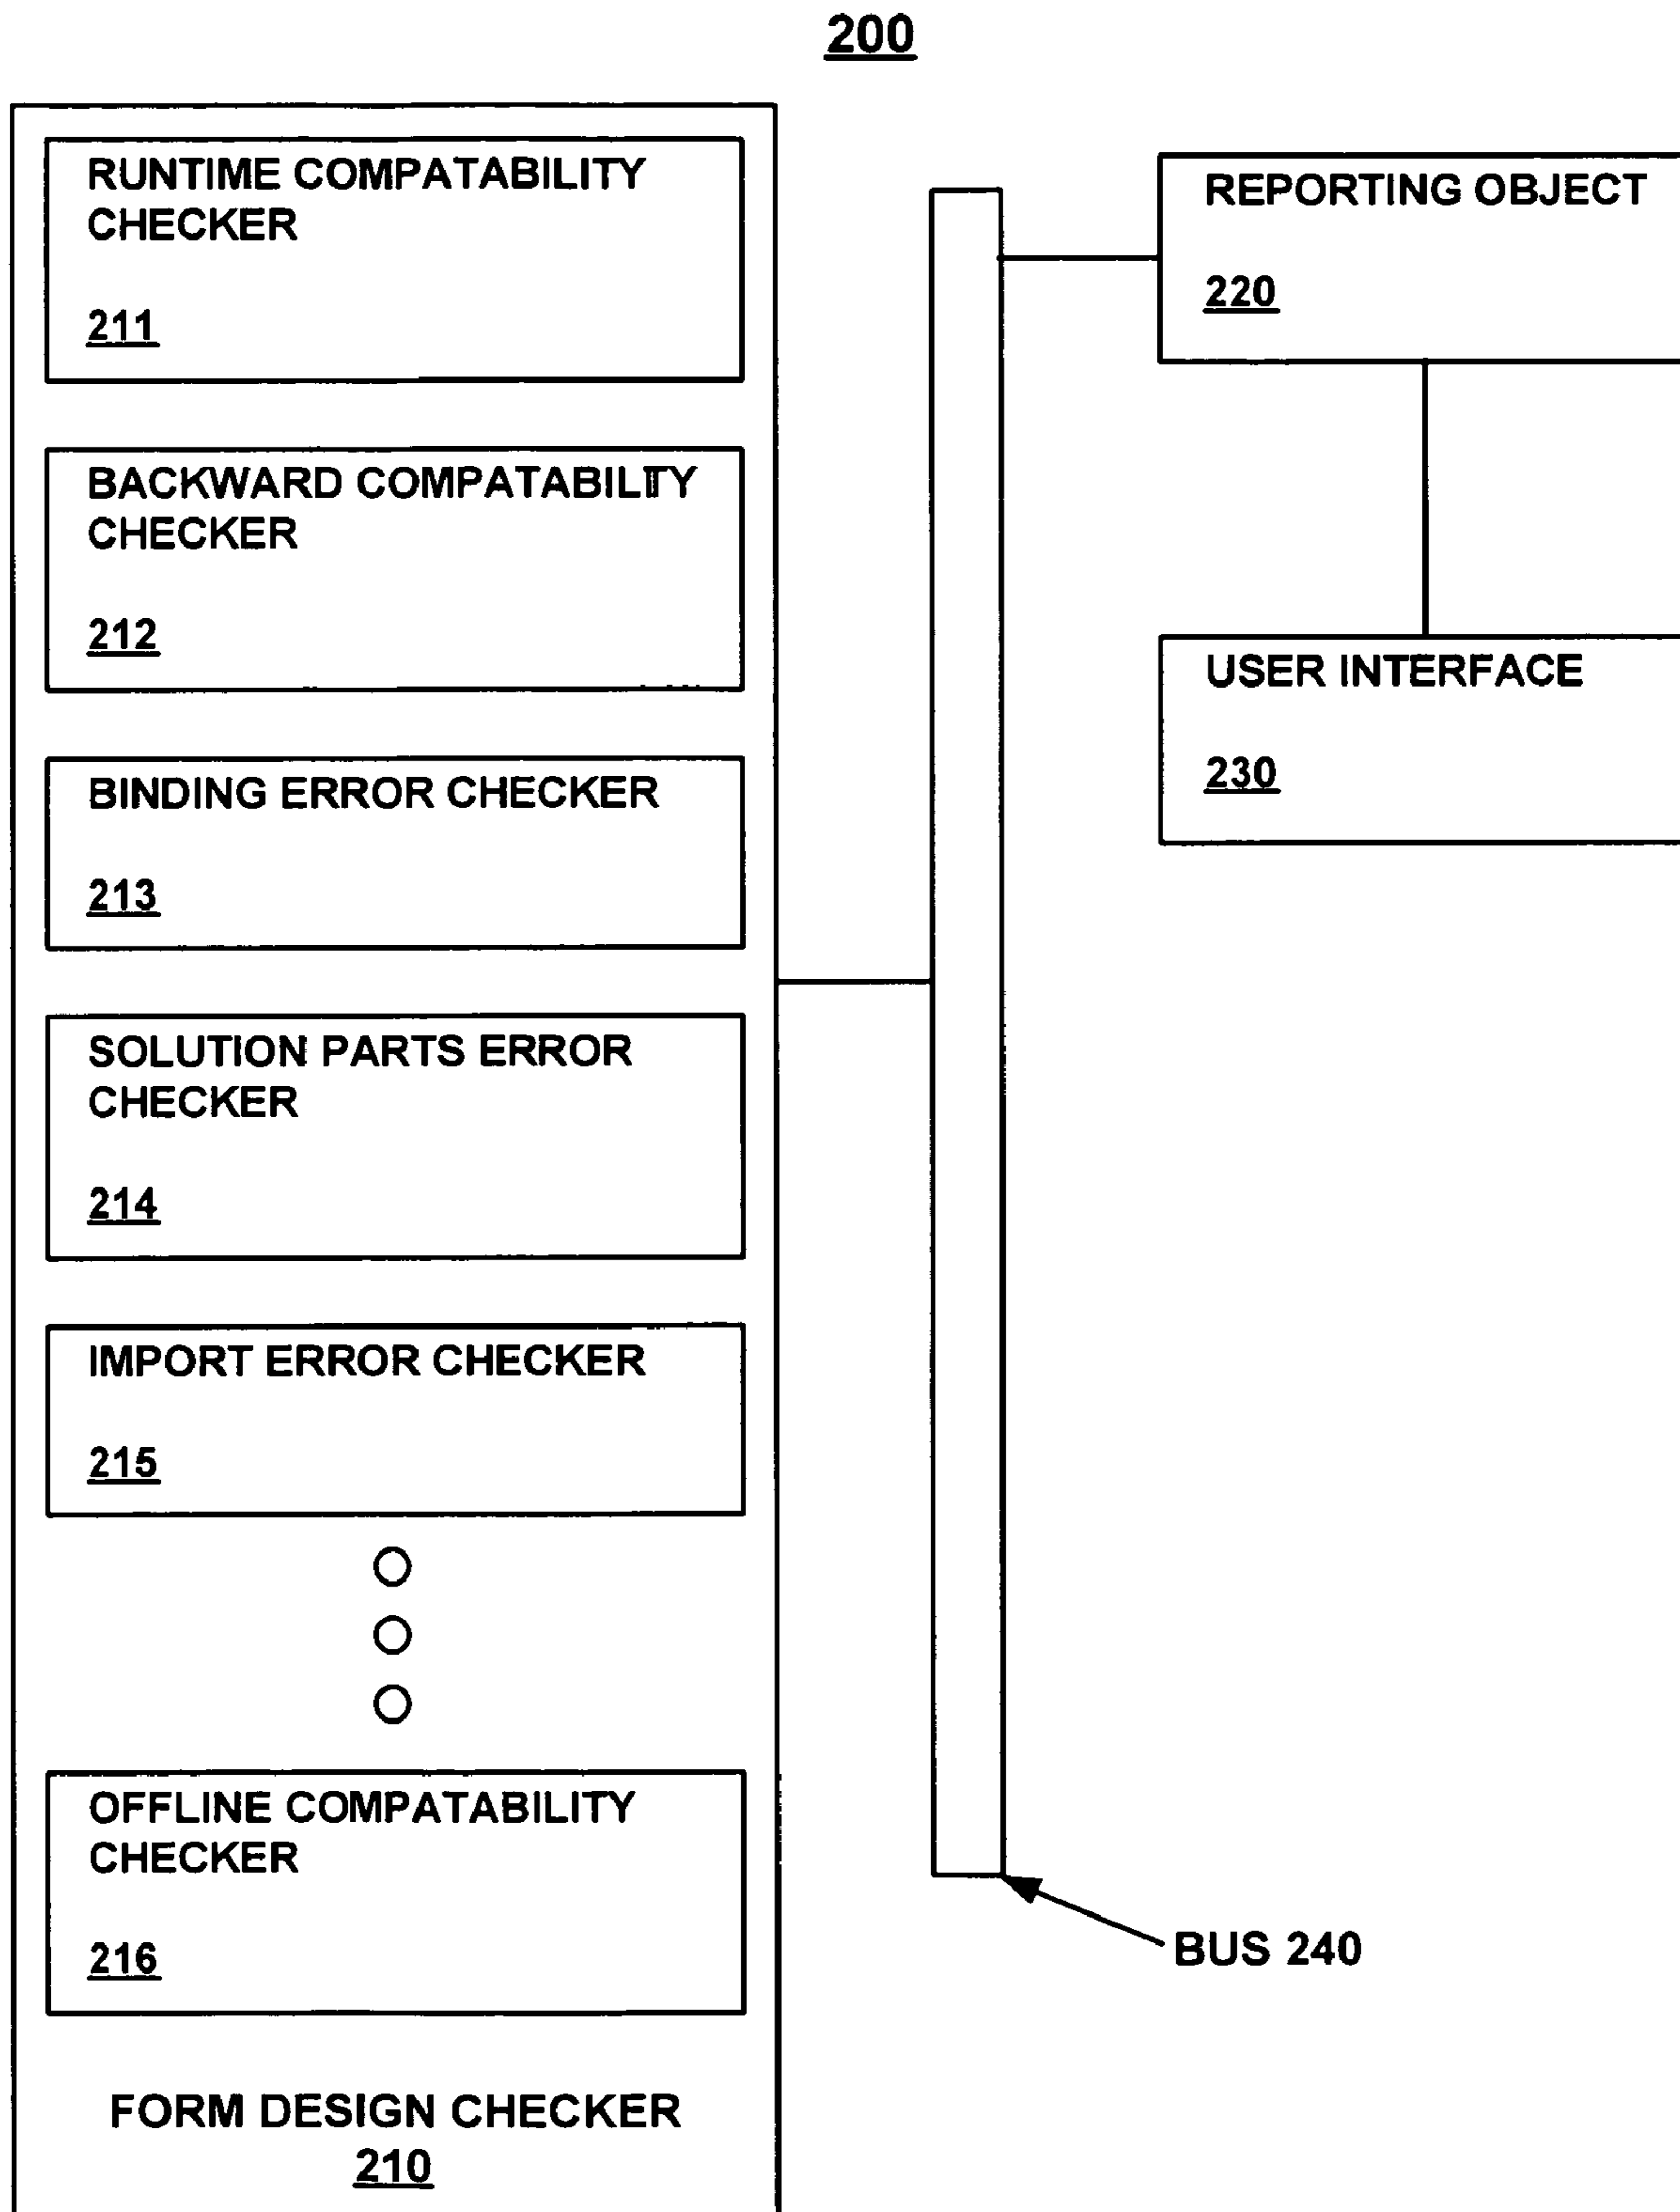 200
RUNTIME COMPATABILITY
CHECKER
211
BACKWARD COMPATABILITY
CHECKER
212
BINDING ERROR CHECKER
213
SOLUTION PARTS ERROR
CHECKER
214
IMPORT ERROR CHECKER
215
OFFLINE COMPATABILITY
CHECKER
216
FORM DESIGN CHECKER
210
REPORTING OBJECT
220
USER INTERFACE
230
BUS 240